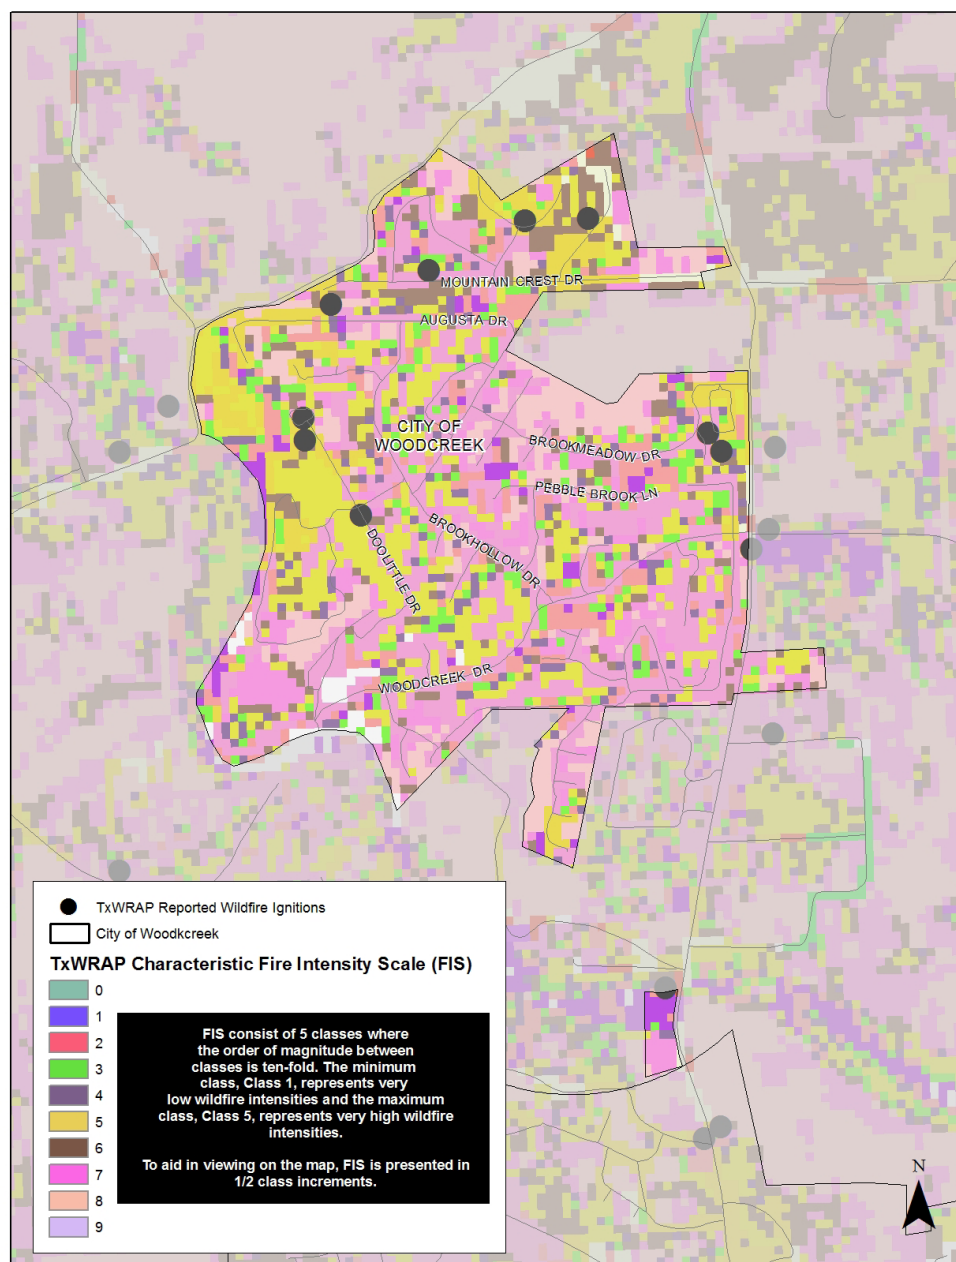 MOUNTAIN CREST DR
AUGUSTA DR
CITY OF
WOODCREEK
BROOKMEADOW DR
PEBBLE BROOK LN
BROOKHOLLOW DR
DOOLITTLE DR
WOODCREEK DR
TxWRAP Reported Wildfire Ignitions
City of Woodkcreek
TxWRAP Characteristic Fire Intensity Scale (FIS)
0
1
2
3
4
5
6
7
8
9
FIS consist of 5 classes where
the order of magnitude between
classes is ten-fold. The minimum
class, Class 1, represents very
low wildfire intensities and the maximum
class, Class 5, represents very high wildfire
intensities.
To aid in viewing on the map, FIS is presented in
1/2 class increments.
N